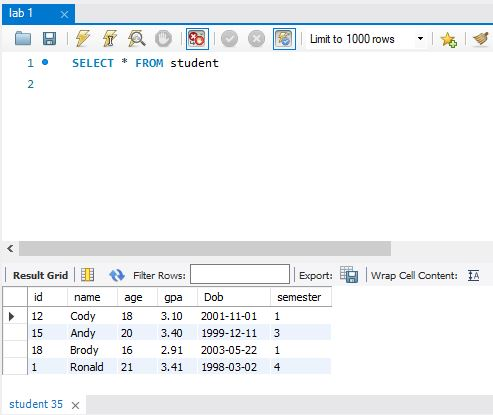 lab 1
Limit to 1000 rows
1 SELECT * FROM student
2
Result Grid Filter Rows: Export: Wrap Cell Content:
id name age gpa Dob semester
12 Cody 18 3.10 2001-11-01 1
15 Andy 20 3.40 1999-12-11 3
18 Brody 16 2.91 2003-05-22 1
1 Ronald 21 3.41 1998-03-02 4
student 35